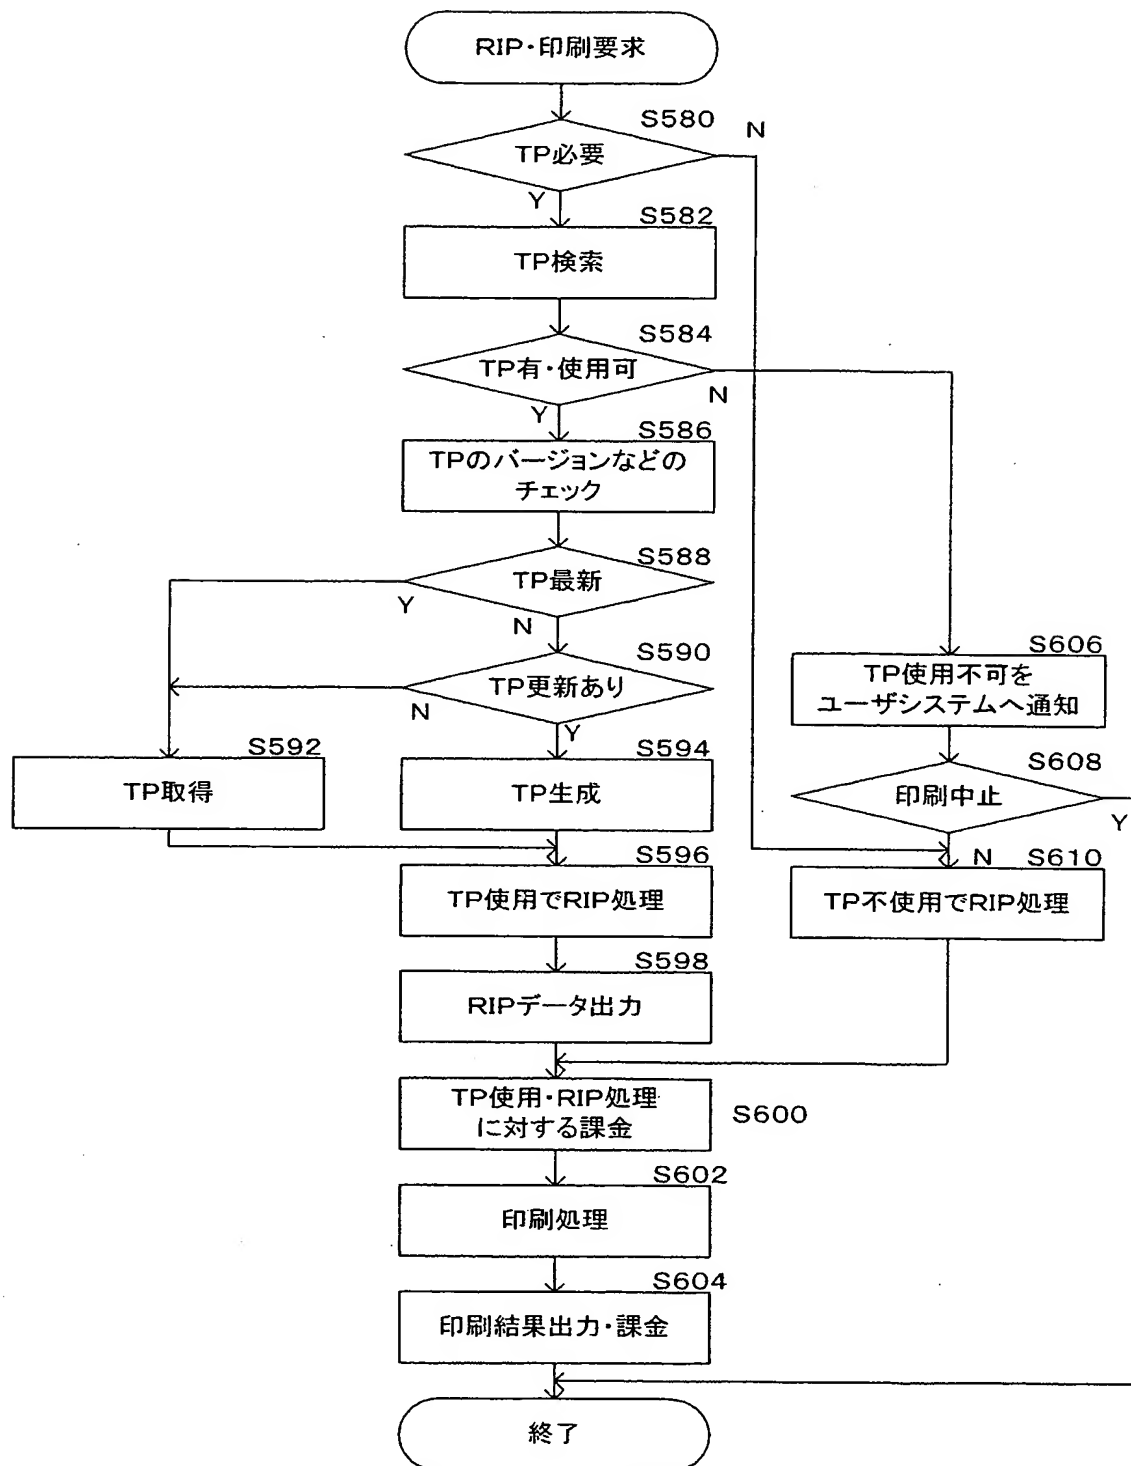 RIP・印刷要求
S580
N
TP必要
Y
S582
TP検索
S584
TP有・使用可
N
Y
S586
TPのバージョンなどの
チェック
S588
TP最新
Y
N
S590
TP更新あり
N
Y
S606
TP使用不可を
ユーザシステムへ通知
S592
TP取得
S594
TP生成
S608
印刷中止
Y
N
S596
TP使用でRIP処理
S610
TP不使用でRIP処理
S598
RIPデータ出力
TP使用・RIP処理
に対する課金
S600
S602
印刷処理
S604
印刷結果出力・課金
終了